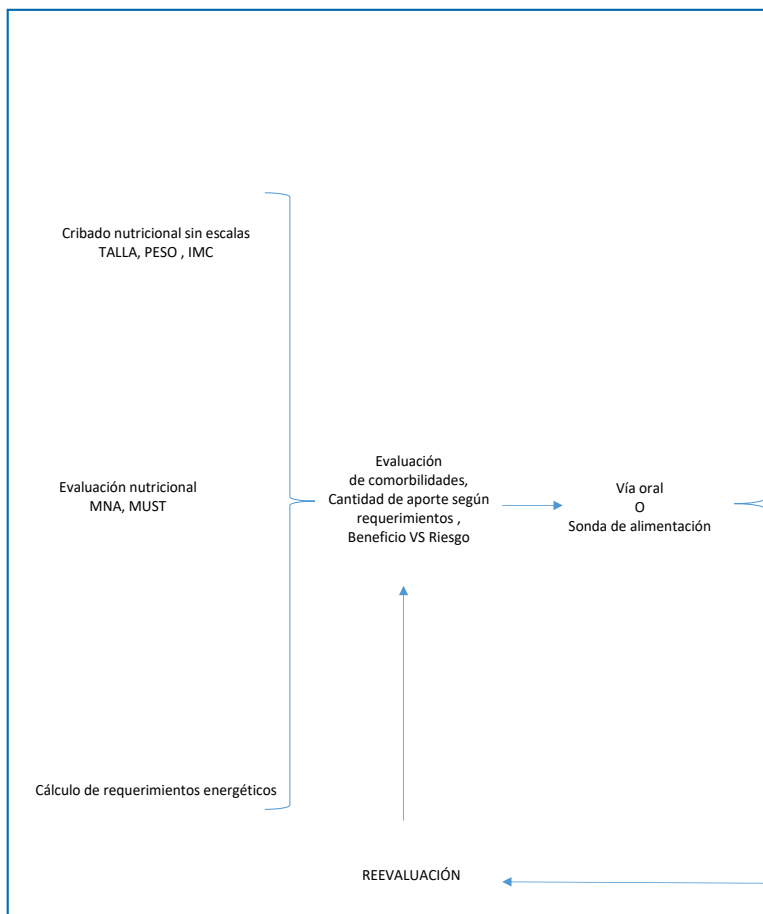 Cribado nutricional sin escalas
TALLA, PESO , IMC
Evaluación nutricional
MNA, MUST
Cálculo de requerimientos energéticos
Evaluación
de comorbilidades,
Cantidad de aporte según
requerimientos ,
Beneficio VS Riesgo
Vía oral
O
Sonda de alimentación
REEVALUACIÓN